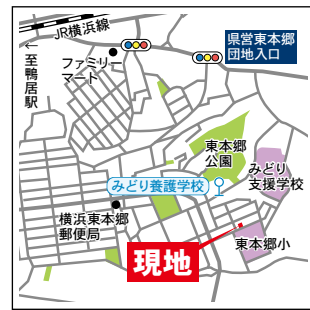 JR横浜線
← 至鴨居駅
ファミリー
マート
県営東本郷
団地入口
東本郷
公園
みどり
支援学校
みどり養護学校
横浜東本郷
郵便局
東本郷小
現地